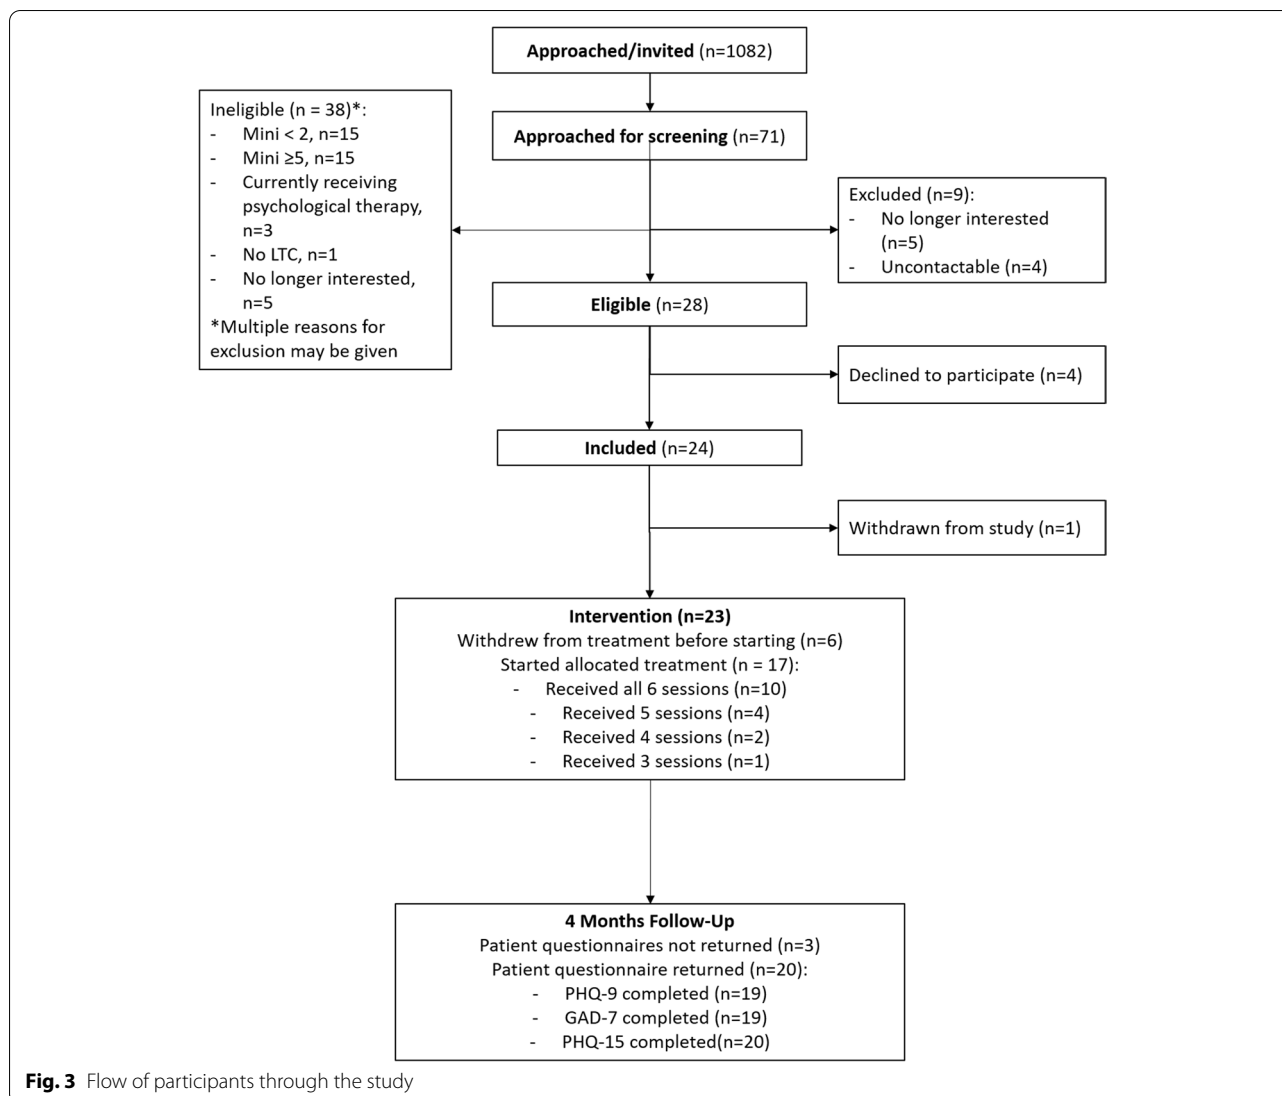 Approached/invited (n=1082)
Approached for screening (n=71)
Ineligible (n = 38)*:
- Mini < 2, n=15
- Mini ≥5, n=15
- Currently receiving
psychological therapy,
n=3
- No LTC, n=1
- No longer interested,
n=5
*Multiple reasons for
exclusion may be given
Excluded (n=9):
- No longer interested
(n=5)
- Uncontactable (n=4)
Eligible (n=28)
Declined to participate (n=4)
Included (n=24)
Withdrawn from study (n=1)
Intervention (n=23)
Withdrew from treatment before starting (n=6)
Started allocated treatment (n = 17):
- Received all 6 sessions (n=10)
- Received 5 sessions (n=4)
- Received 4 sessions (n=2)
- Received 3 sessions (n=1)
4 Months Follow-Up
Patient questionnaires not returned (n=3)
Patient questionnaire returned (n=20):
- PHQ-9 completed (n=19)
- GAD-7 completed (n=19)
- PHQ-15 completed(n=20)
Fig. 3 Flow of participants through the study